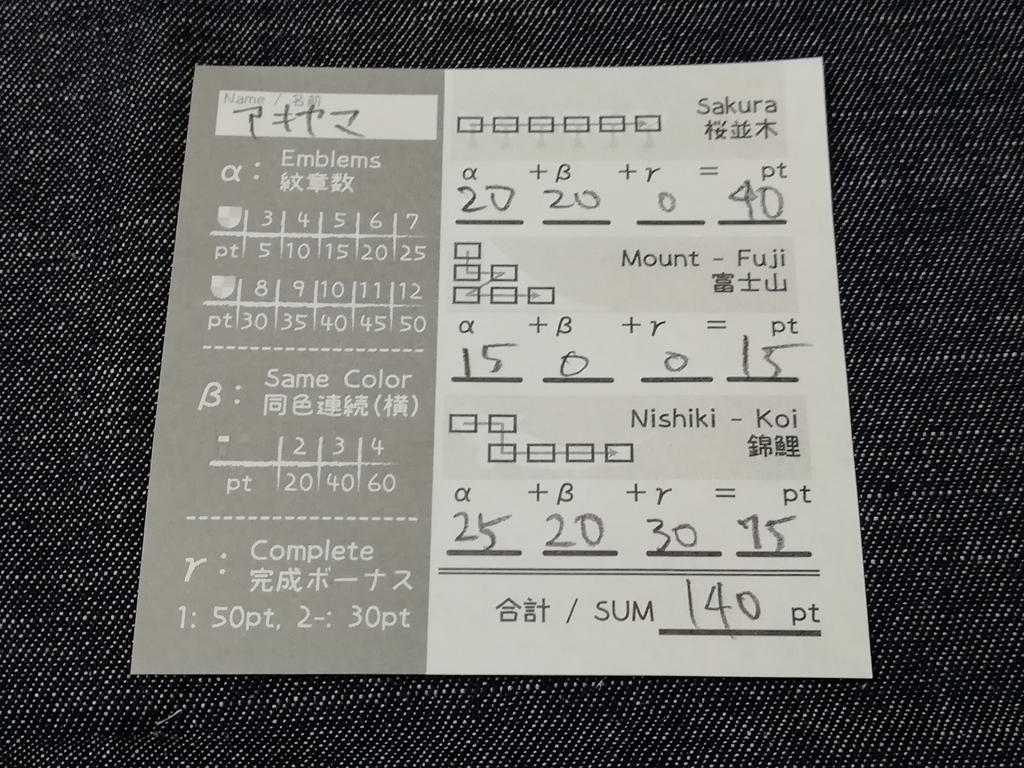 Name / 名前
アキヤマ
α: Emblems
紋章数
3 4 5 6 7
pt 5 10 15 20 25
8 9 10 11 12
pt 30 35 40 45 50
β: Same Color
同色連続(横)
2 3 4
pt 20 40 60
r: Complete
完成ボーナス
1: 50pt, 2-: 30pt
Sakura
桜並木
α +β +r = pt
20 20 0 40
Mount - Fuji
富士山
α +β +r = pt
15 0 0 15
Nishiki - Koi
錦鯉
α +β +r = pt
25 20 30 75
合計 / SUM 140 pt